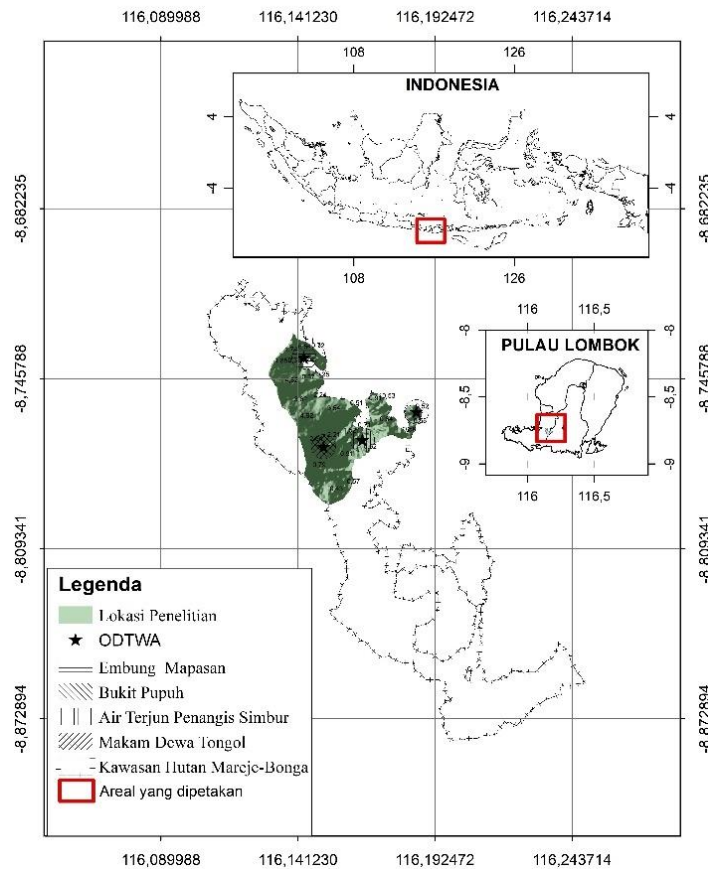 116,089988 116,141230 116,192472 116,243714
108 126
INDONESIA
4 4
-4 -4
-8,682235 -8,682235
108 126
116 116,5
-8 -8
PULAU LOMBOK
-8,745788 -8,745788
-8,5 -8,5
-9 -9
116 116,5
-8,809341 -8,809341
Legenda
Lokasi Penelitian
ODTWA
Embung Mapasan
Bukit Pupuh
Air Terjun Penangis Simbur
Makam Dewa Tongol
Kawasan Hutan Mareje-Bonga
Areal yang dipetakan
-8,872894 -8,872894
116,089988 116,141230 116,192472 116,243714